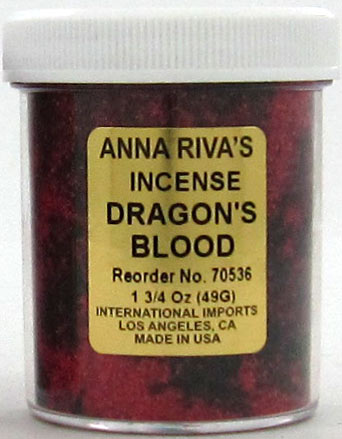 ANNA RIVA'S
INCENSE
DRAGON'S
BLOOD
Reorder No. 70536
1 3/4 Oz (49G)
INTERNATIONAL IMPORTS
LOS ANGELES, CA
MADE IN USA